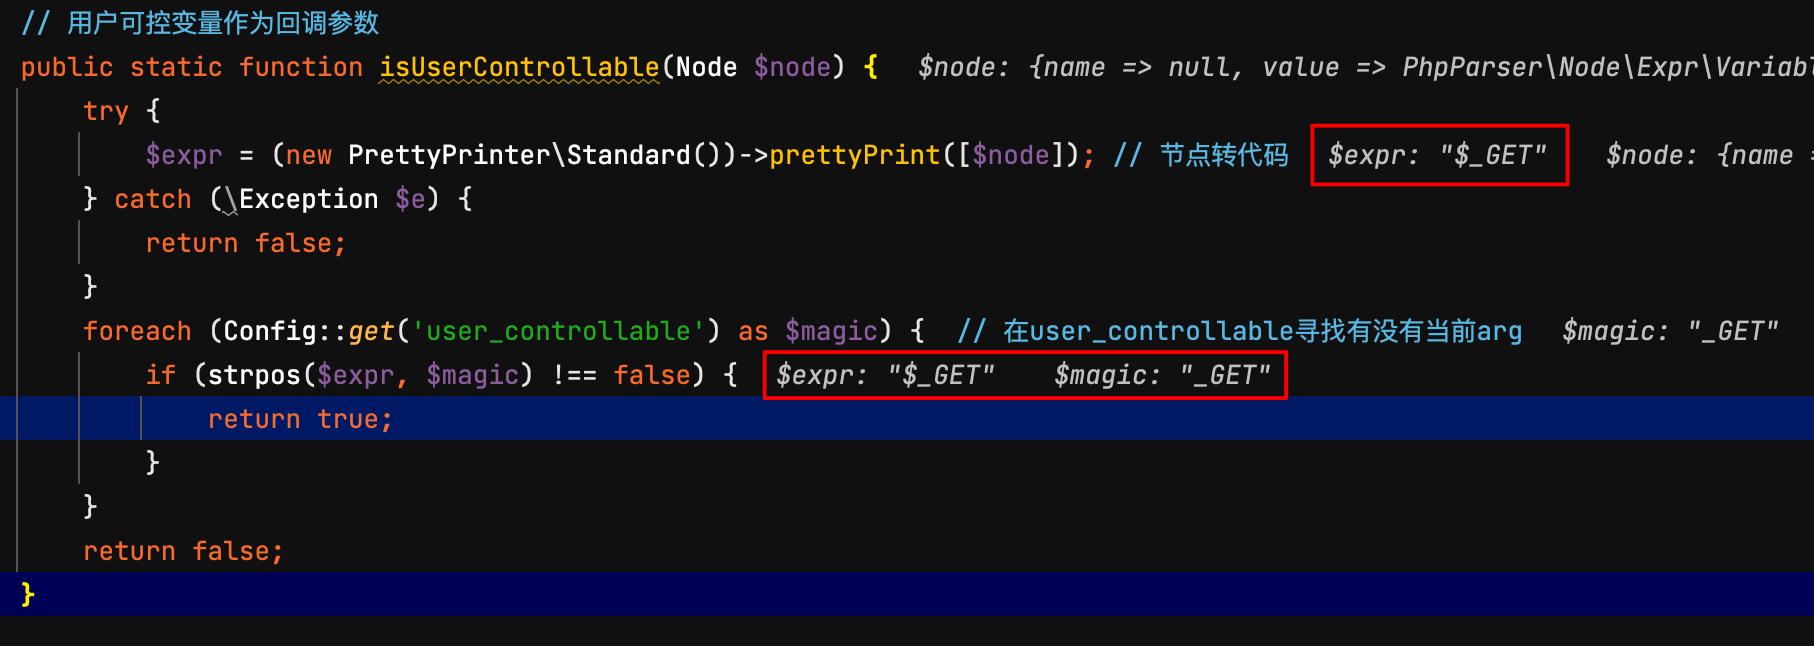 // 用户可控变量作为回调参数
public static function isUserControllable(Node $node) {   $node: {name => null, value => PhpParser\Node\Expr\Variabl
try {
$expr = (new PrettyPrinter\Standard())->prettyPrint([$node]); // 节点转代码   $expr: "$_GET"   $node: {name =
} catch (\Exception $e) {
return false;
}
foreach (Config::get('user_controllable') as $magic) {  // 在user_controllable寻找有没有当前arg   $magic: "_GET"
if (strpos($expr, $magic) !== false) {   $expr: "$_GET"   $magic: "_GET"
return true;
}
}
return false;
}